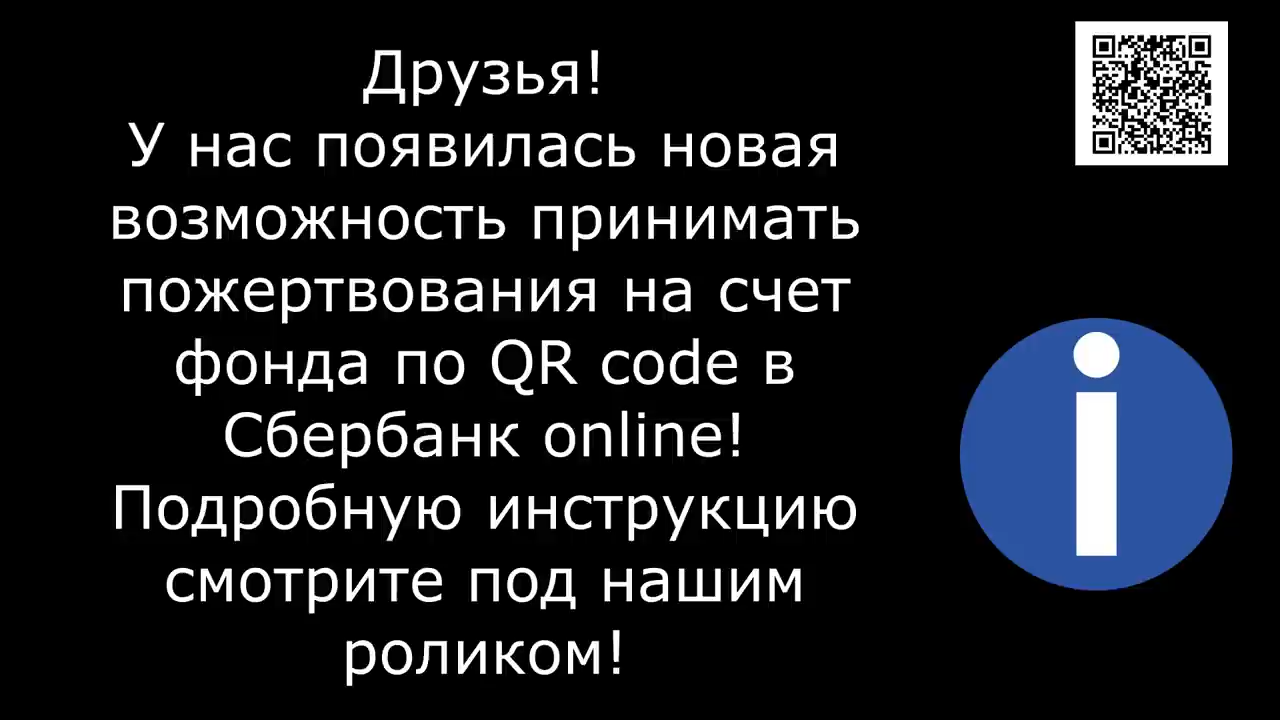 Друзья!
У нас появилась новая
возможность принимать
пожертвования на счет
фонда по QR code в
Сбербанк online!
Подробную инструкцию
смотрите под нашим
роликом!